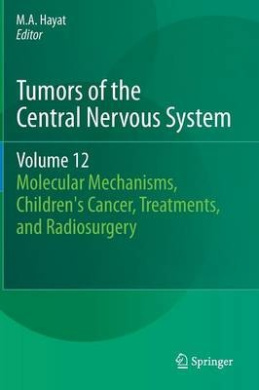 M.A. Hayat
Editor
Tumors of the
Central Nervous System
Volume 12
Molecular Mechanisms,
Children's Cancer, Treatments,
and Radiosurgery
Springer